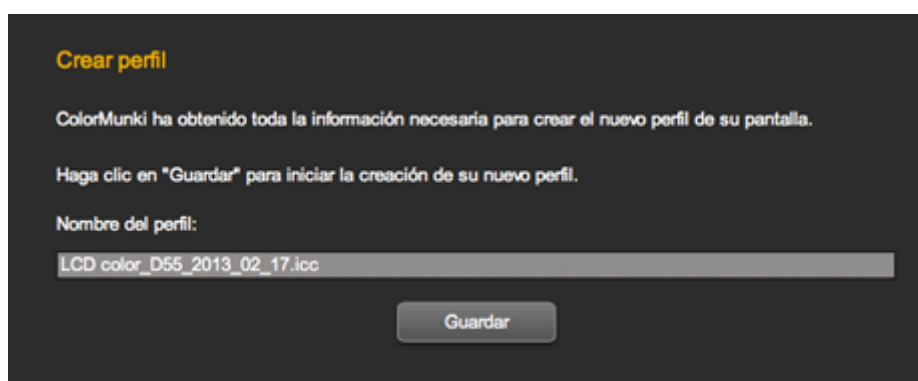 Crear perfil
ColorMunki ha obtenido toda la información necesaria para crear el nuevo perfil de su pantalla.
Haga clic en "Guardar" para iniciar la creación de su nuevo perfil.
Nombre del perfil:
LCD color_D55_2013_02_17.icc
Guardar